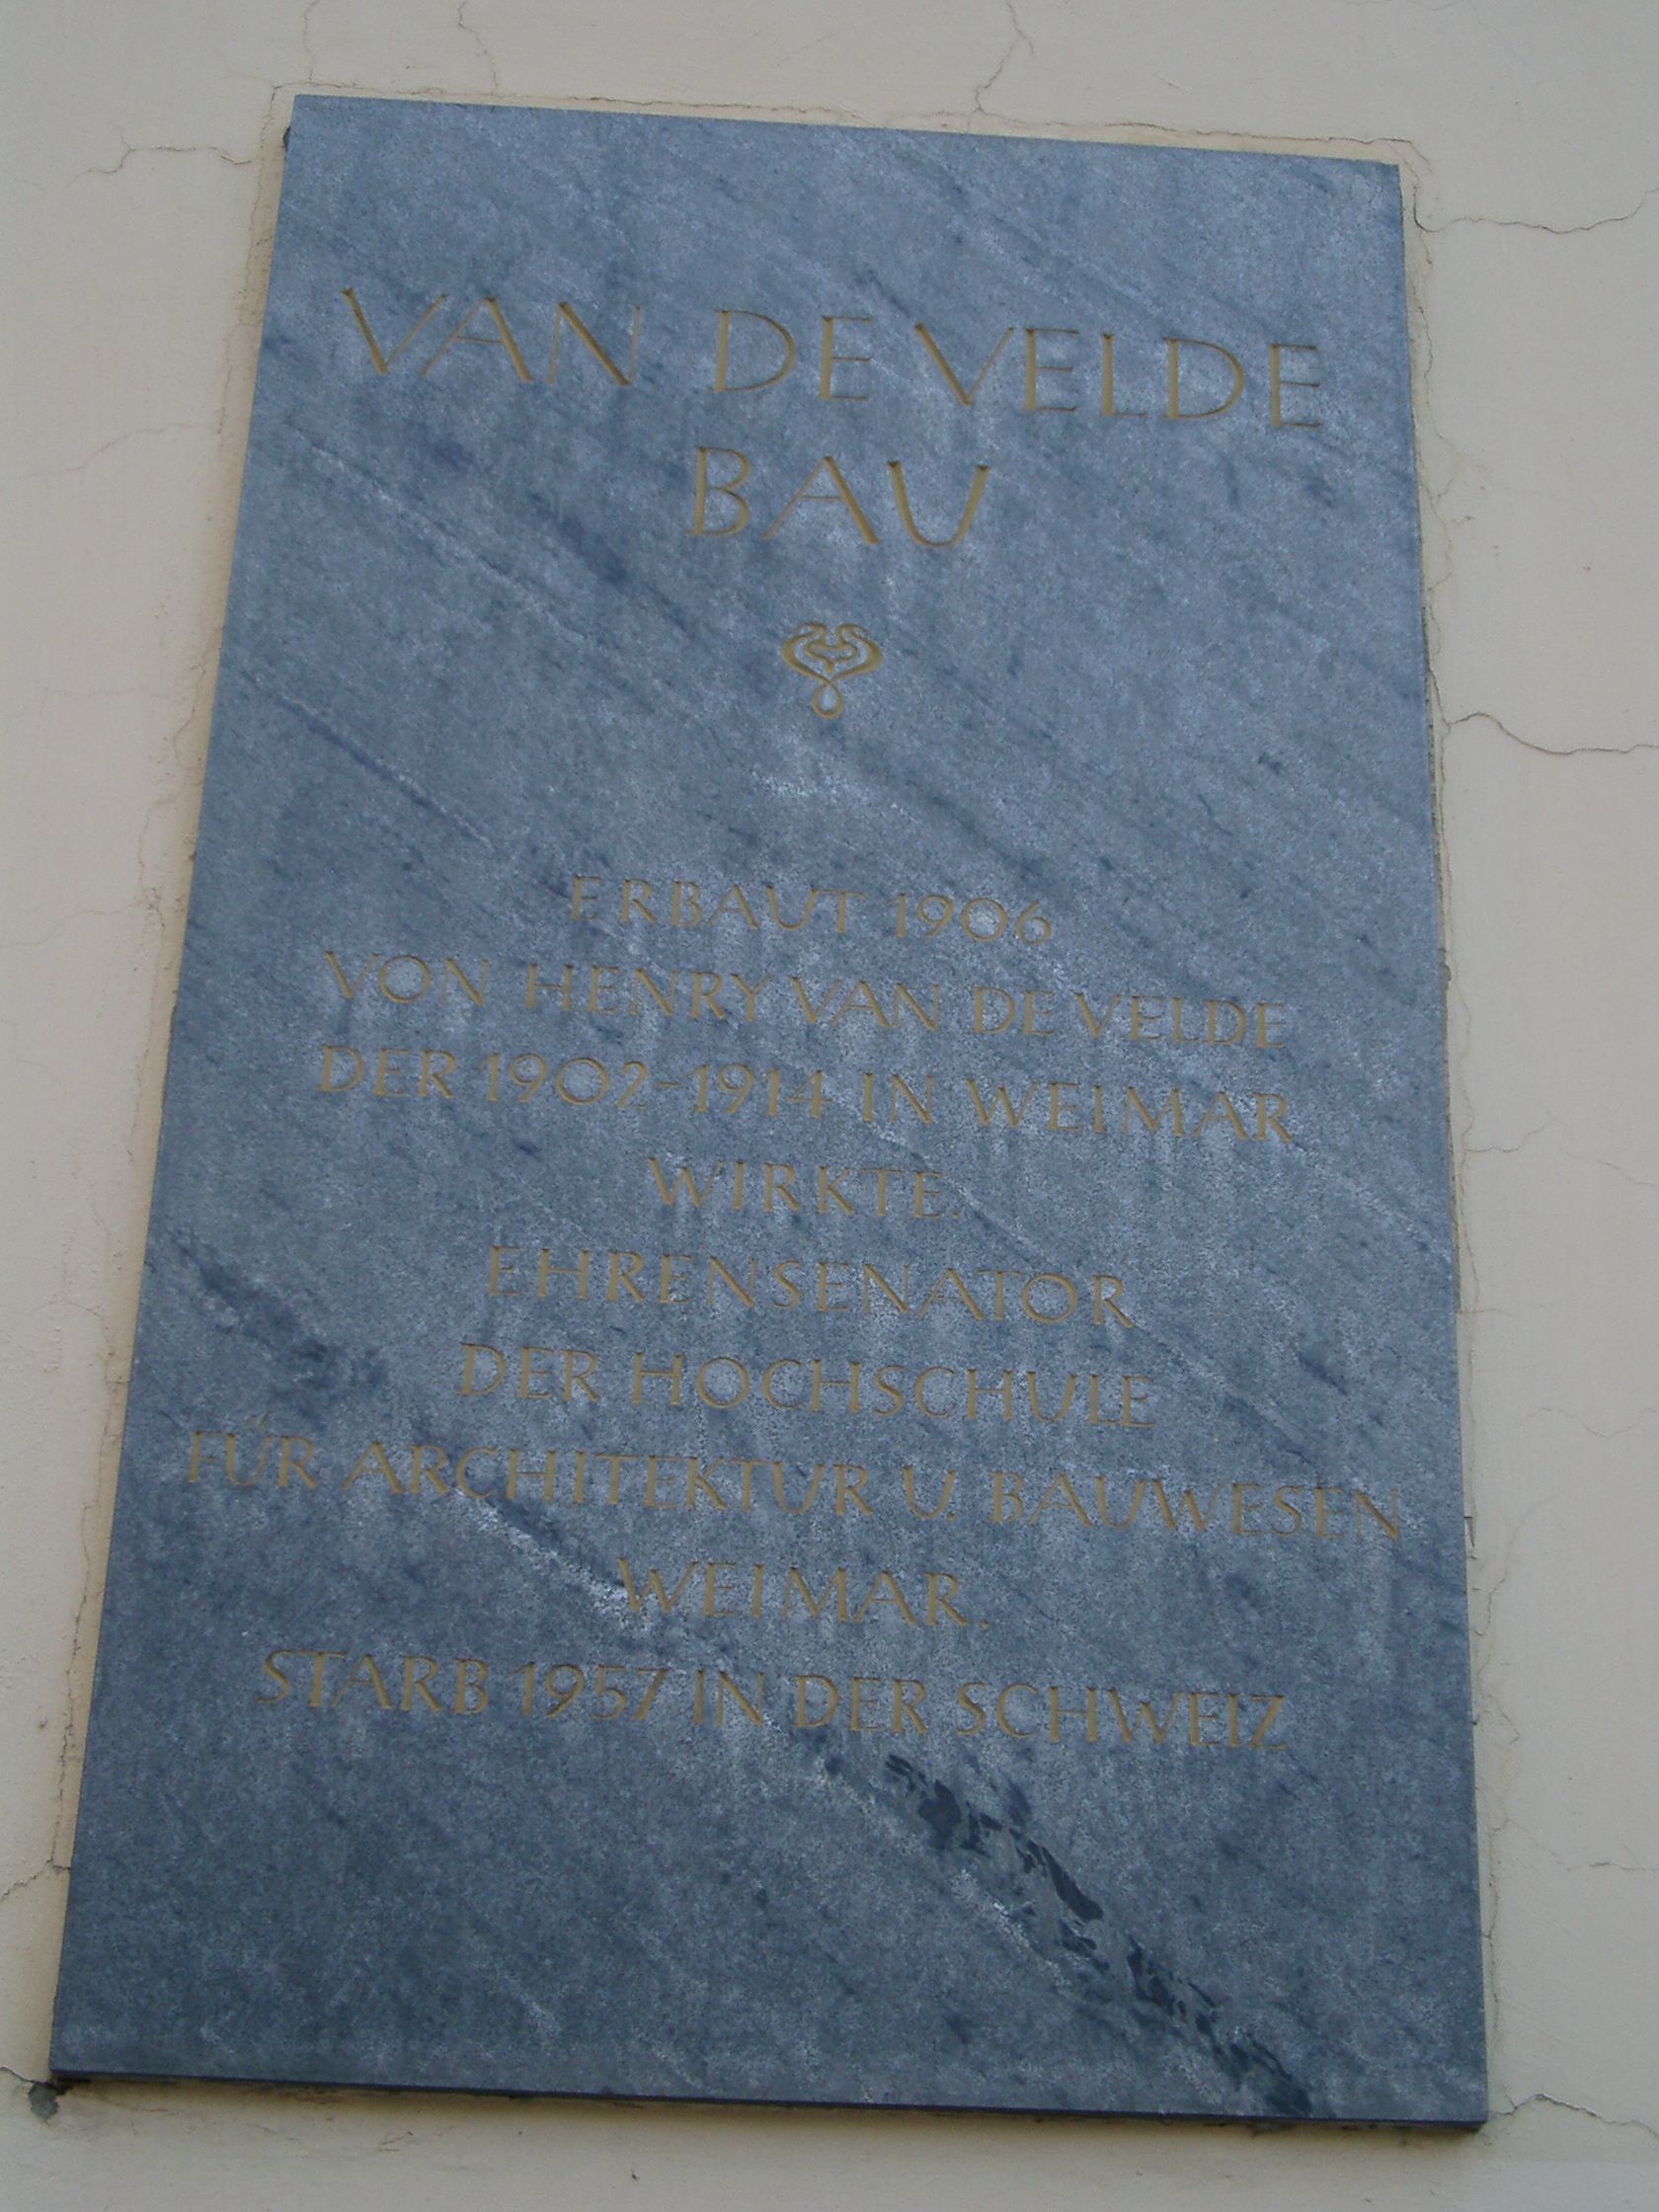 VAN DE VELDE
BAU
ERBAUT 1906
VON HENRY VAN DE VELDE
DER 1902-1914 IN WEIMAR
WIRKTE.
EHRENSENATOR
DER HOCHSCHULE
FÜR ARCHITEKTUR U. BAUWESEN
WEIMAR.
STARB 1957 IN DER SCHWEIZ